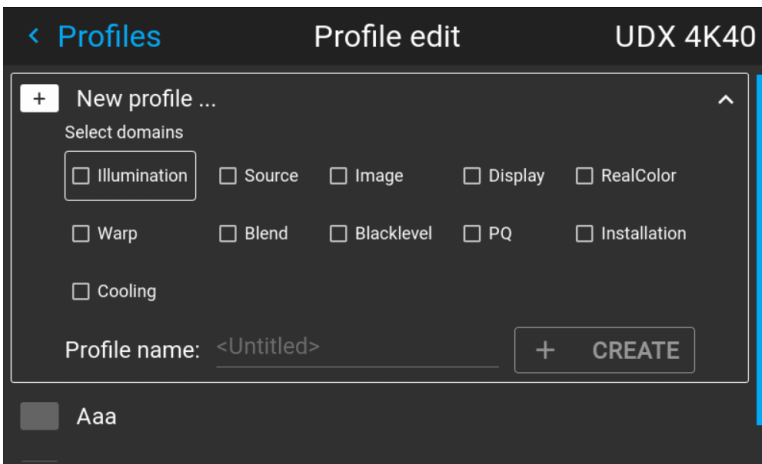 < Profiles Profile edit UDX 4K40
+ New profile ...
Select domains
Illumination Source Image Display RealColor
Warp Blend Blacklevel PQ Installation
Cooling
Profile name: <Untitled> + CREATE
Aaa